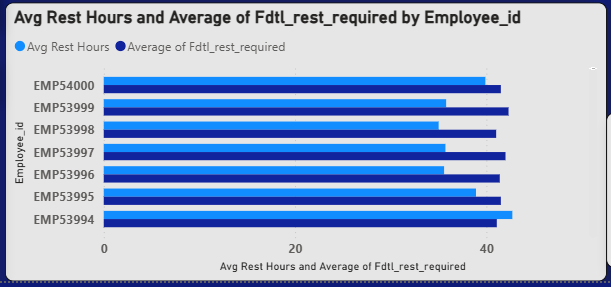 Avg Rest Hours and Average of Fdtl_rest_required by Employee_id
Avg Rest Hours Average of Fdtl_rest_required
Employee_id
EMP54000
EMP53999
EMP53998
EMP53997
EMP53996
EMP53995
EMP53994
0 20 40
Avg Rest Hours and Average of Fdtl_rest_required